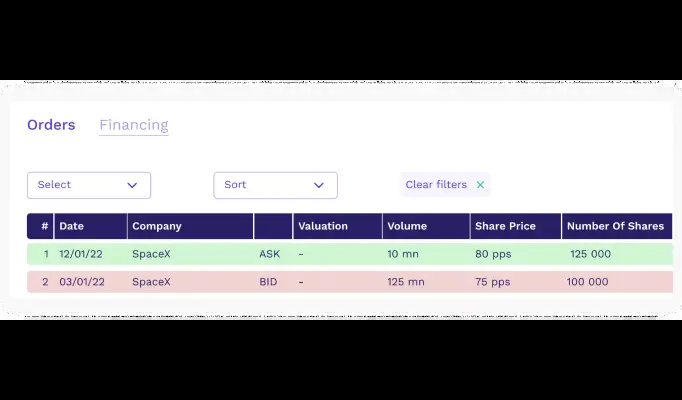 Orders Financing
Select Sort Clear filters ×
# Date Company Valuation Volume Share Price Number Of Shares
1 12/01/22 SpaceX ASK - 10 mn 80 pps 125 000
2 03/01/22 SpaceX BID - 125 mn 75 pps 100 000